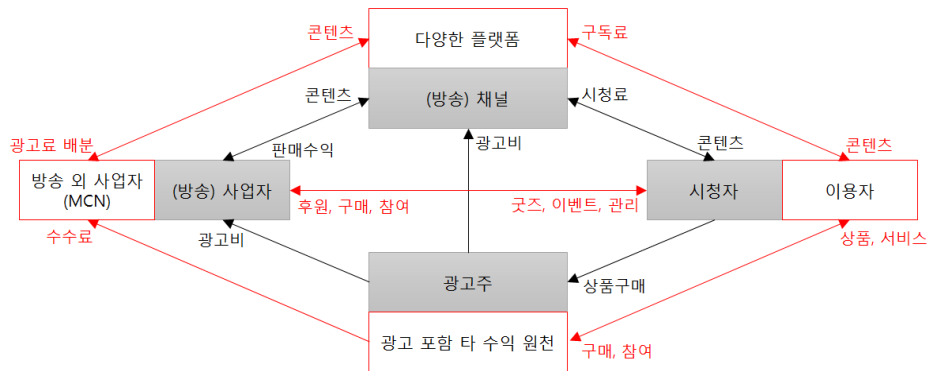 콘텐츠
다양한 플랫폼
구독료
콘텐츠
(방송) 채널
시청료
광고료 배분
판매수익
광고비
콘텐츠
콘텐츠
방송 외 사업자
(MCN)
(방송) 사업자
시청자
이용자
후원, 구매, 참여
굿즈, 이벤트, 관리
수수료
광고비
상품, 서비스
광고주
상품구매
광고 포함 타 수익 원천
구매, 참여